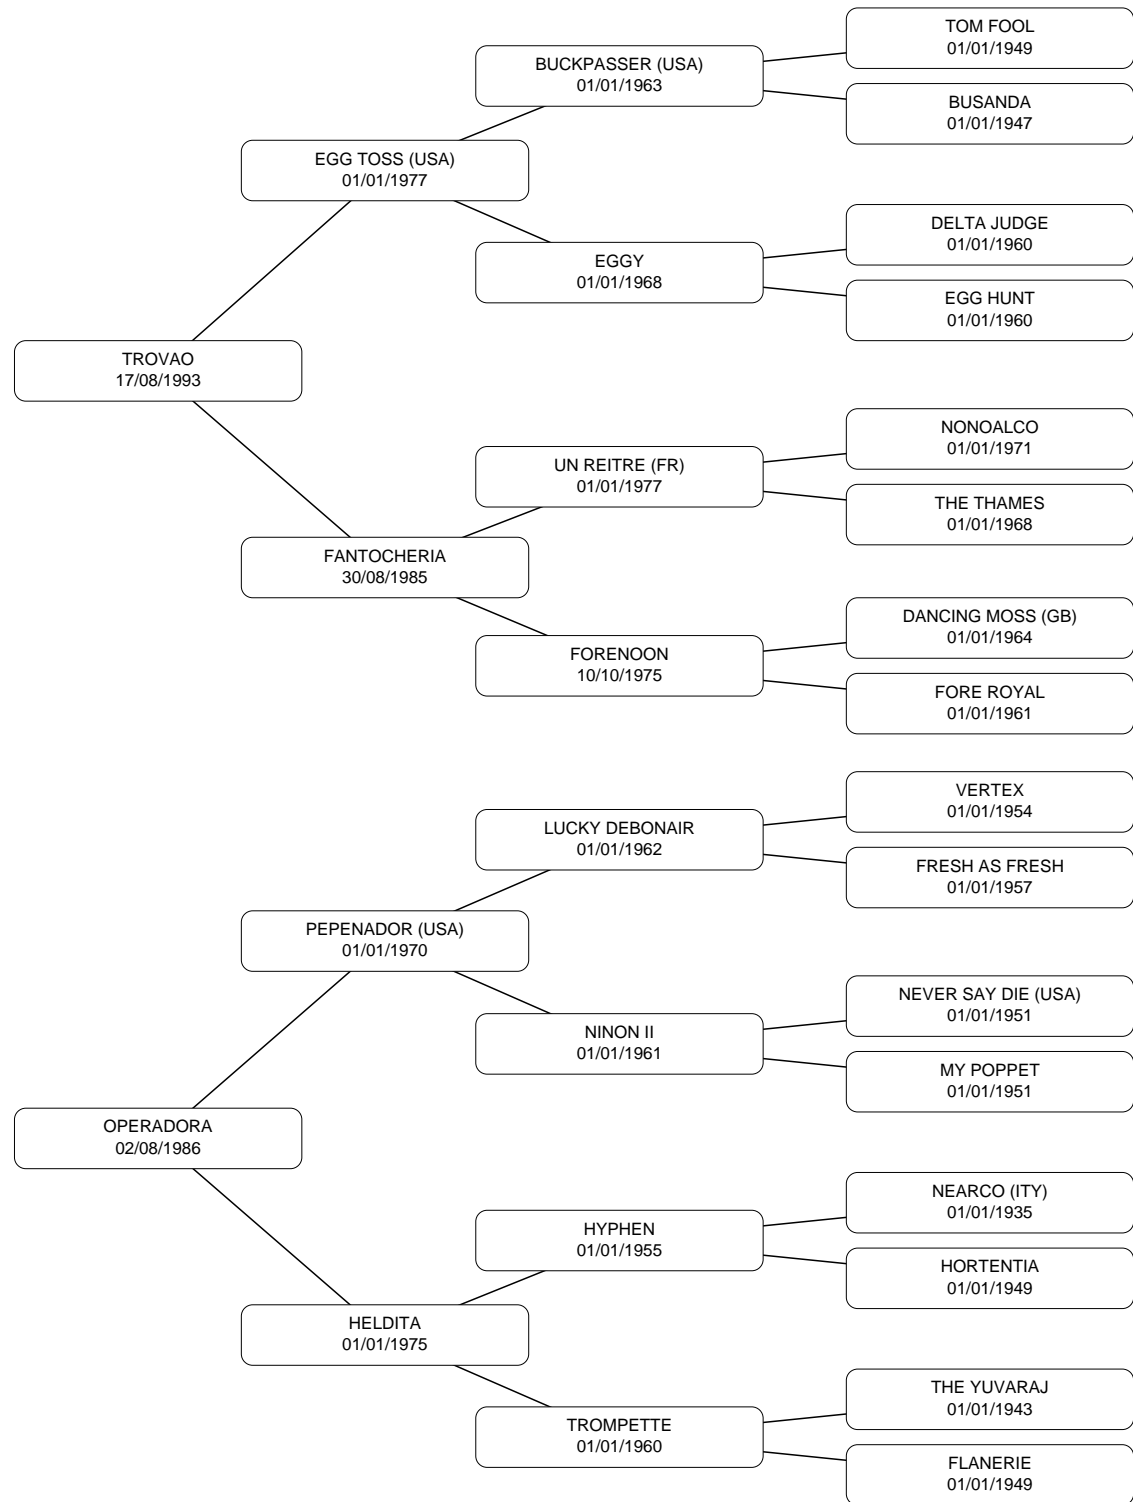 TOM FOOL
01/01/1949
BUCKPASSER (USA)
01/01/1963
BUSANDA
01/01/1947
EGG TOSS (USA)
01/01/1977
DELTA JUDGE
01/01/1960
EGGY
01/01/1968
EGG HUNT
01/01/1960
TROVAO
17/08/1993
NONOALCO
01/01/1971
UN REITRE (FR)
01/01/1977
THE THAMES
01/01/1968
FANTOCHERIA
30/08/1985
DANCING MOSS (GB)
01/01/1964
FORENOON
10/10/1975
FORE ROYAL
01/01/1961
VERTEX
01/01/1954
LUCKY DEBONAIR
01/01/1962
FRESH AS FRESH
01/01/1957
PEPENADOR (USA)
01/01/1970
NEVER SAY DIE (USA)
01/01/1951
NINON II
01/01/1961
MY POPPET
01/01/1951
OPERADORA
02/08/1986
NEARCO (ITY)
01/01/1935
HYPHEN
01/01/1955
HORTENTIA
01/01/1949
HELDITA
01/01/1975
THE YUVARAJ
01/01/1943
TROMPETTE
01/01/1960
FLANERIE
01/01/1949